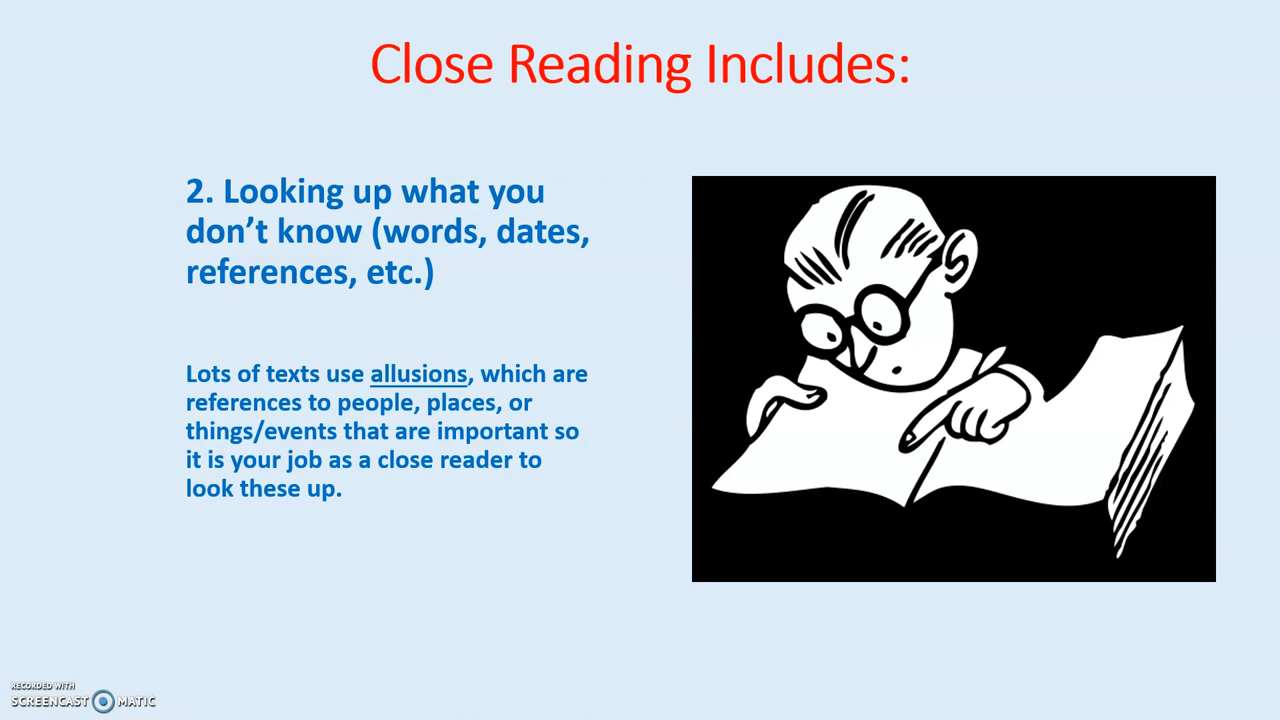 Close Reading Includes:
2. Looking up what you
don’t know (words, dates,
references, etc.)
Lots of texts use allusions, which are
references to people, places, or
things/events that are important so
it is your job as a close reader to
look these up.
RECORDED WITH
SCREENCAST MATIC